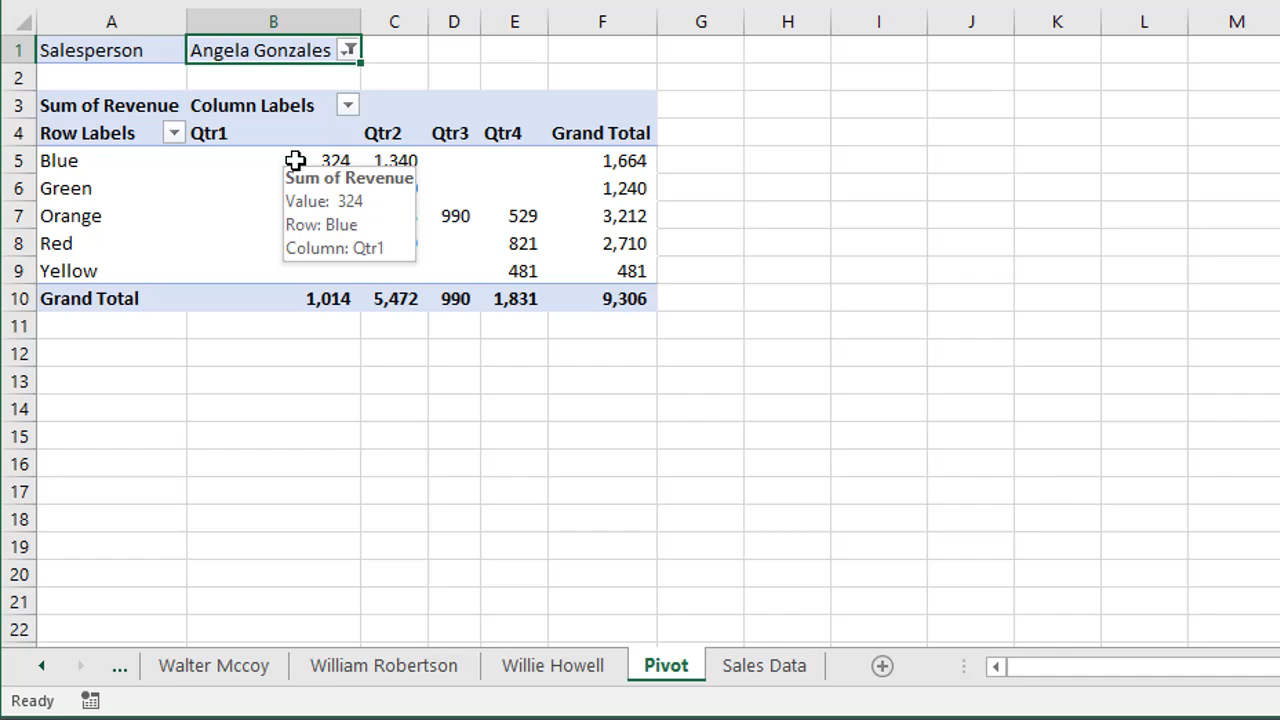 A B C D E F G H I J K L M
1 Salesperson Angela Gonzales
2
3 Sum of Revenue Column Labels
4 Row Labels Qtr1 Qtr2 Qtr3 Qtr4 Grand Total
5 Blue 324 1,340 1,664
Sum of Revenue
6 Green 1,240
Value: 324
7 Orange 990 529 3,212
Row: Blue
8 Red 821 2,710
Column: Qtr1
9 Yellow 481 481
10 Grand Total 1,014 5,472 990 1,831 9,306
11
12
13
14
15
16
17
18
19
20
21
22
... Walter Mccoy William Robertson Willie Howell Pivot Sales Data
Ready